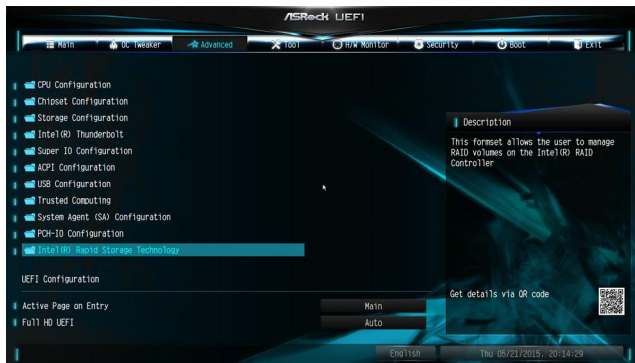 ASRock UEFI
Main OC Tweaker Advanced Tool H/W Monitor Security Boot Exit
CPU Configuration
Chipset Configuration
Storage Configuration
Intel(R) Thunderbolt
Super IO Configuration
ACPI Configuration
USB Configuration
Trusted Computing
System Agent (SA) Configuration
PCH-IO Configuration
Intel(R) Rapid Storage Technology
UEFI Configuration
Active Page on Entry Main
Full HD UEFI Auto
Description
This formset allows the user to manage
RAID volumes on the Intel(R) RAID
Controller
Get details via QR code
English Thu 05/21/2015. 20:14:29